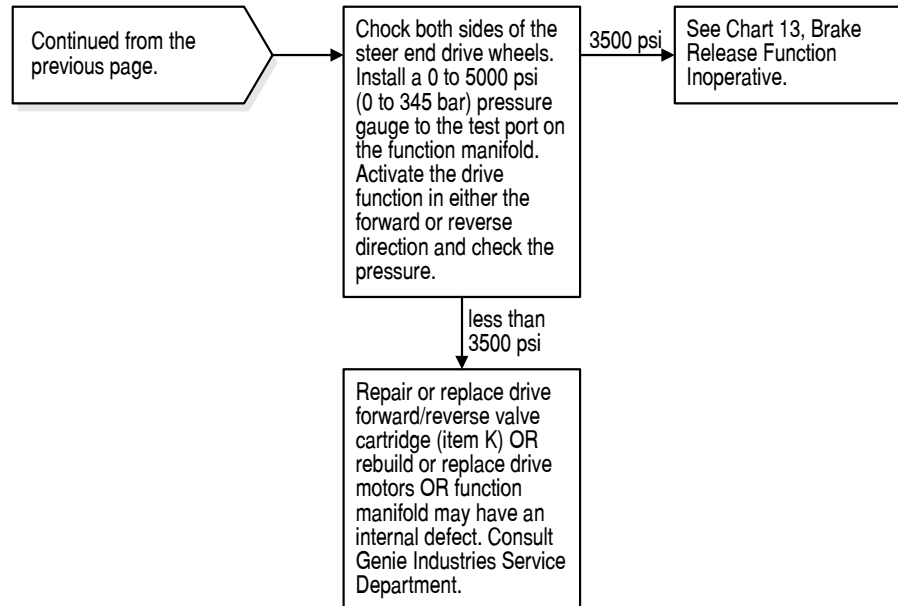 Continued from the
previous page.
Chock both sides of the
steer end drive wheels.
Install a 0 to 5000 psi
(0 to 345 bar) pressure
gauge to the test port on
the function manifold.
Activate the drive
function in either the
forward or reverse
direction and check the
pressure.
3500 psi
See Chart 13, Brake
Release Function
Inoperative.
less than
3500 psi
Repair or replace drive
forward/reverse valve
cartridge (item K) OR
rebuild or replace drive
motors OR function
manifold may have an
internal defect. Consult
Genie Industries Service
Department.